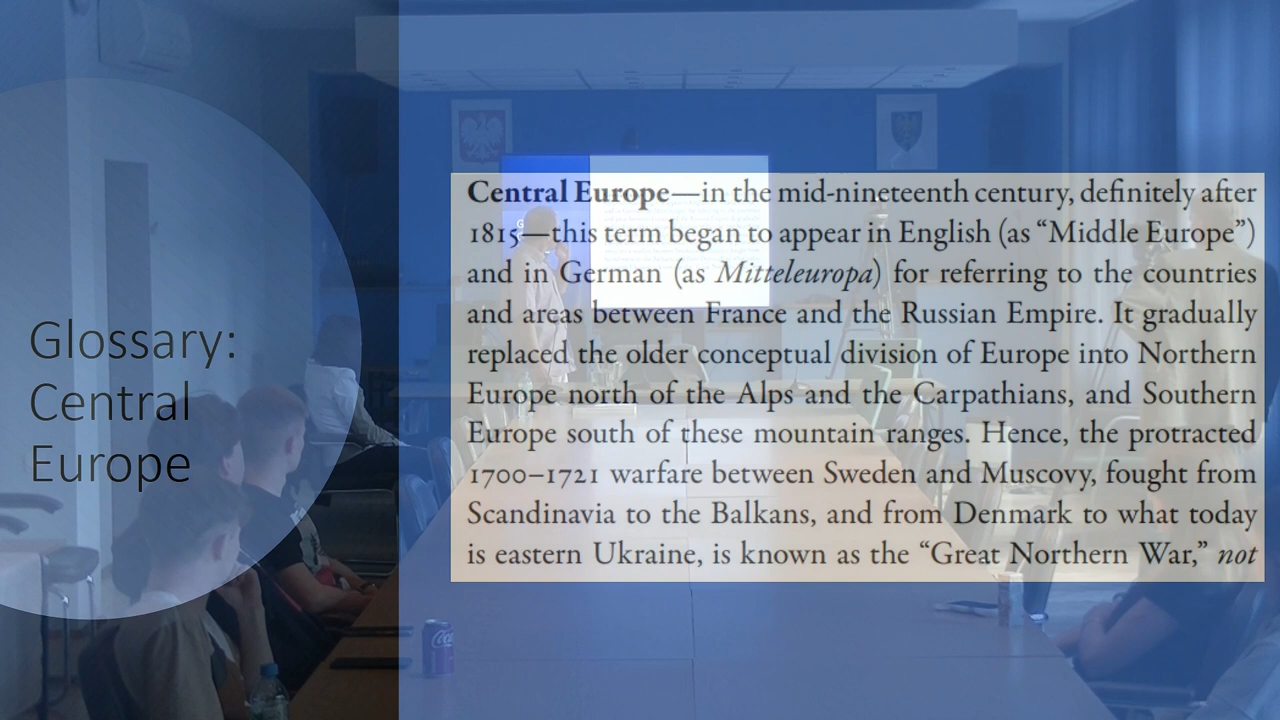 Glossary:
Central
Europe
Central Europe—in the mid-nineteenth century, definitely after
1815—this term began to appear in English (as “Middle Europe”)
and in German (as Mitteleuropa) for referring to the countries
and areas between France and the Russian Empire. It gradually
replaced the older conceptual division of Europe into Northern
Europe north of the Alps and the Carpathians, and Southern
Europe south of these mountain ranges. Hence, the protracted
1700–1721 warfare between Sweden and Muscovy, fought from
Scandinavia to the Balkans, and from Denmark to what today
is eastern Ukraine, is known as the “Great Northern War,” not